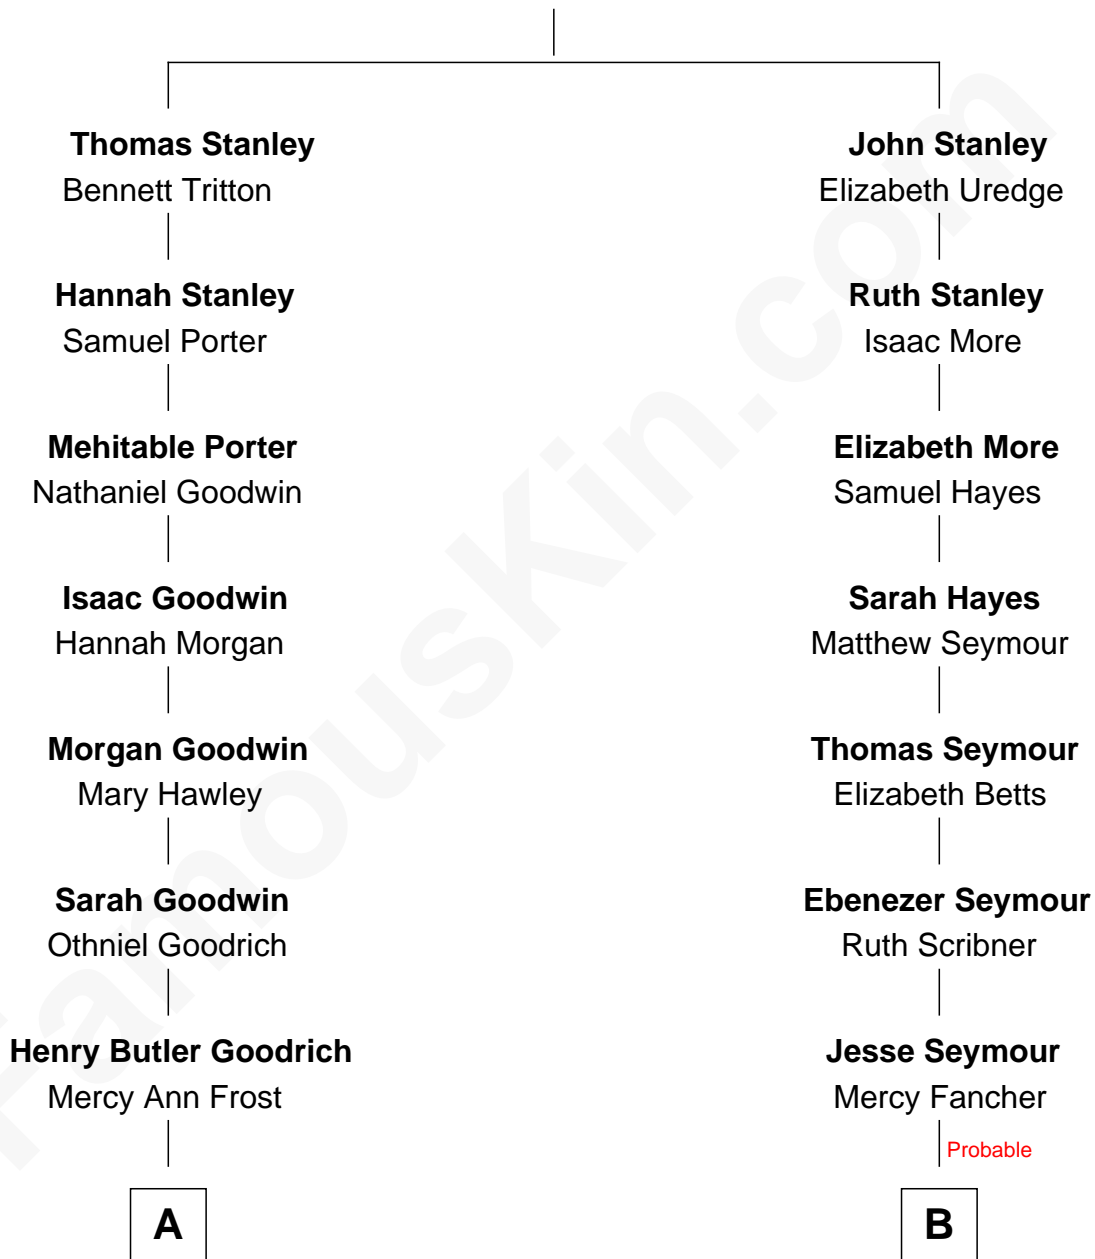 Thomas Stanley
Bennett Tritton
Hannah Stanley
Samuel Porter
Mehitable Porter
Nathaniel Goodwin
Isaac Goodwin
Hannah Morgan
Morgan Goodwin
Mary Hawley
Sarah Goodwin
Othniel Goodrich
Henry Butler Goodrich
Mercy Ann Frost
A
John Stanley
Elizabeth Uredge
Ruth Stanley
Isaac More
Elizabeth More
Samuel Hayes
Sarah Hayes
Matthew Seymour
Thomas Seymour
Elizabeth Betts
Ebenezer Seymour
Ruth Scribner
Jesse Seymour
Mercy Fancher
Probable
B
FamousKin.com